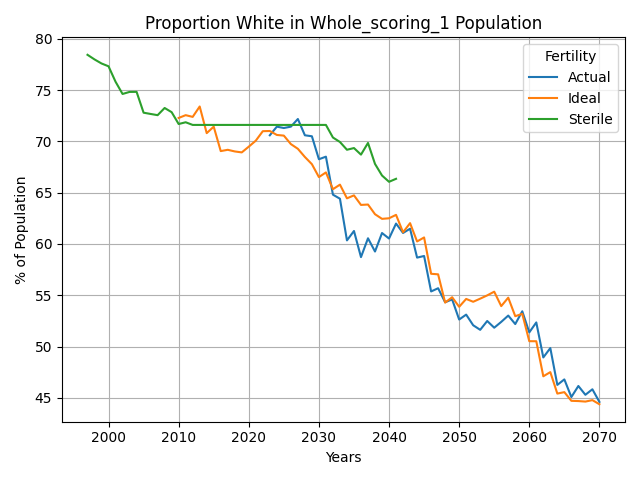 Proportion White in Whole_scoring_1 Population
% of Population
80
75
70
65
60
55
50
45
Fertility
Actual
Ideal
Sterile
2000 2010 2020 2030 2040 2050 2060 2070
Years